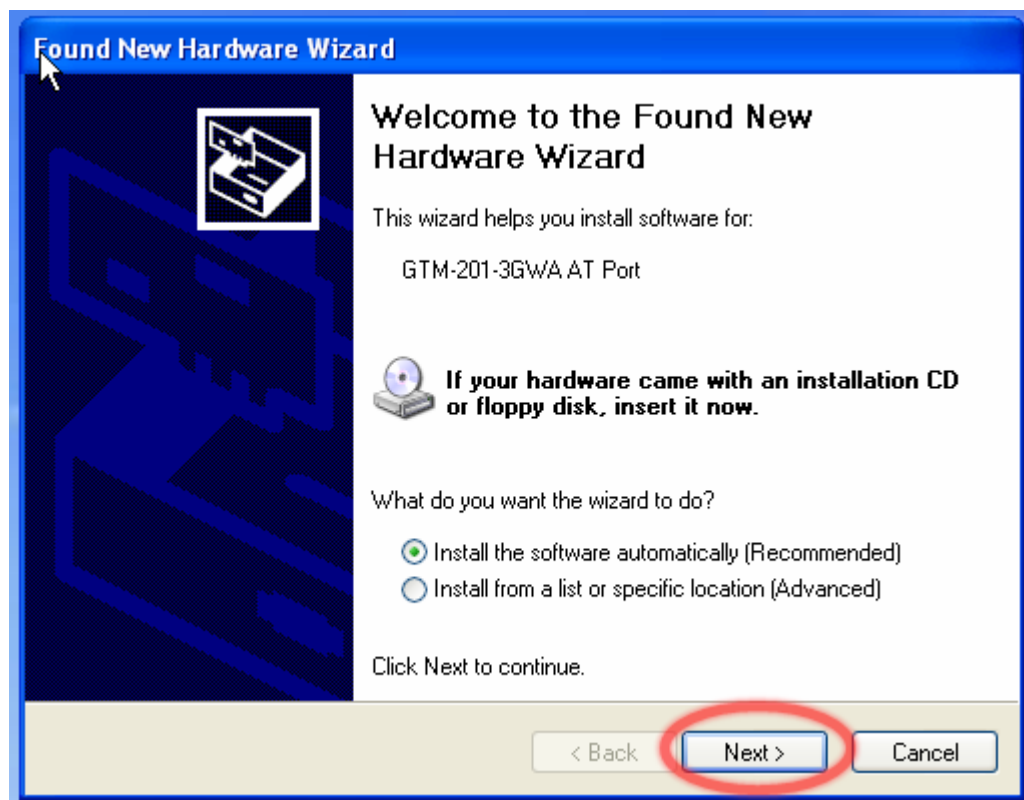 Found New Hardware Wizard
Welcome to the Found New
Hardware Wizard
This wizard helps you install software for:
GTM-201-3GWA AT Port
If your hardware came with an installation CD
or floppy disk, insert it now.
What do you want the wizard to do?
Install the software automatically (Recommended)
Install from a list or specific location (Advanced)
Click Next to continue.
< Back Next > Cancel